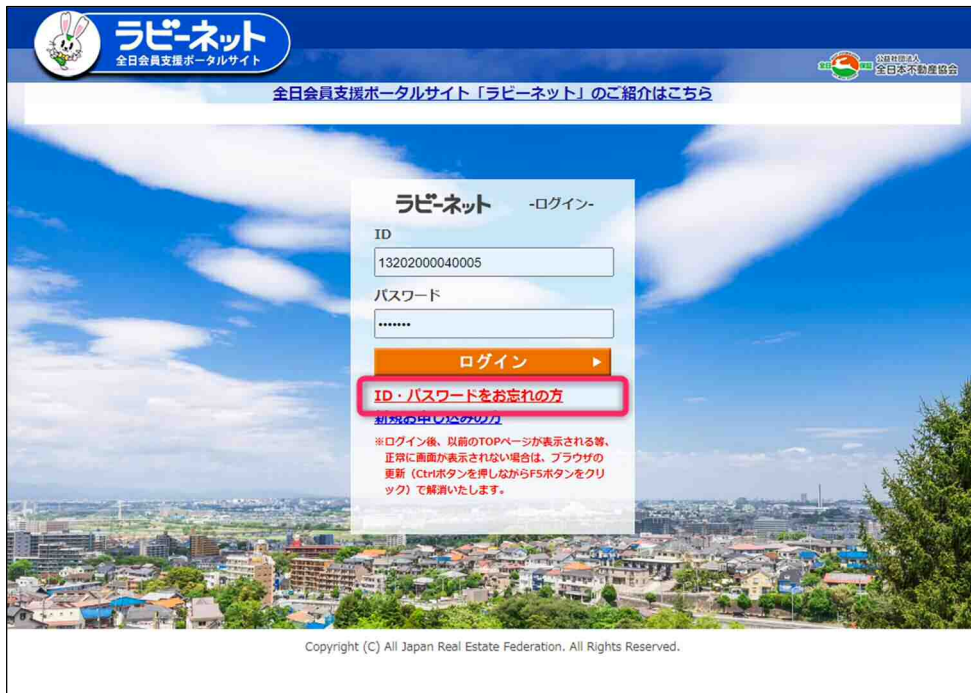 ラビーネット
全日会員支援ポータルサイト
全日
保証
公益社団法人
全日本不動産協会
全日会員支援ポータルサイト「ラビーネット」のご紹介はこちら
ラビーネット -ログイン-
ID
13202000040005
パスワード
•••••••
ログイン
ID・パスワードをお忘れの方
新規お申し込みの方
※ログイン後、以前のTOPページが表示される等、
正常に画面が表示されない場合は、ブラウザの
更新（Ctrlボタンを押しながらF5ボタンをクリ
ック）で解消いたします。
Copyright (C) All Japan Real Estate Federation. All Rights Reserved.